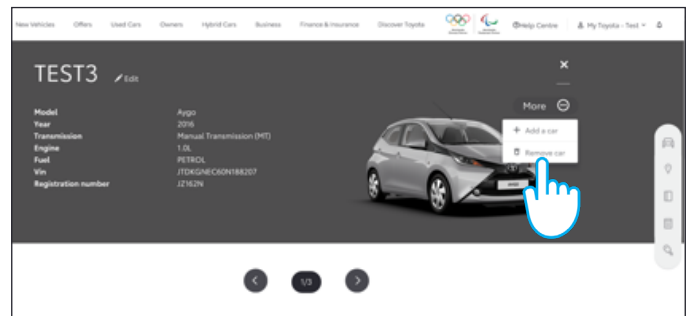 New Vehicles Offers Used Cars Owners Hybrid Cars Business Finance & Insurance Discover Toyota Help Centre My Toyota - Test
TEST3 Edit
More
Add a car
Remove car
Model Aygo
Year 2016
Transmission Manual Transmission (MT)
Engine 1.0L
Fuel PETROL
Vin JTDKGNEC60N188207
Registration number JZ162N
1/3